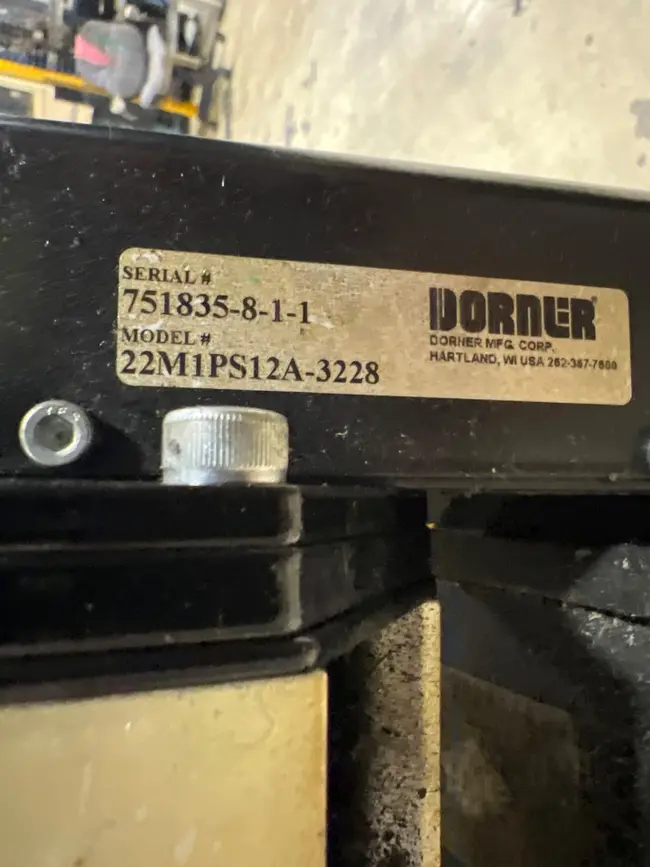 SERIAL #
751835-8-1-1
MODEL #
22M1PS12A-3228
DORNER
DORNER MFG. CORP.
HARTLAND, WI USA 262-367-7600